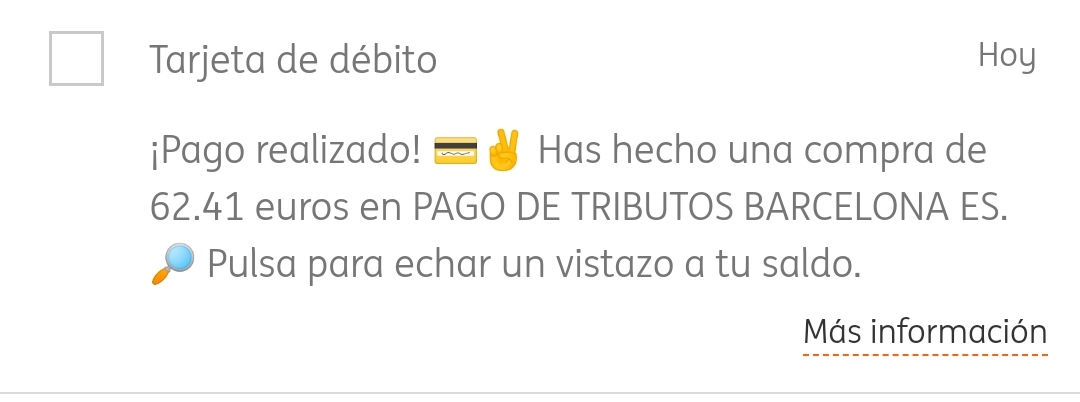 Tarjeta de débito
Hoy
¡Pago realizado! 💳✌️ Has hecho una compra de
62.41 euros en PAGO DE TRIBUTOS BARCELONA ES.
🔎 Pulsa para echar un vistazo a tu saldo.
Más información